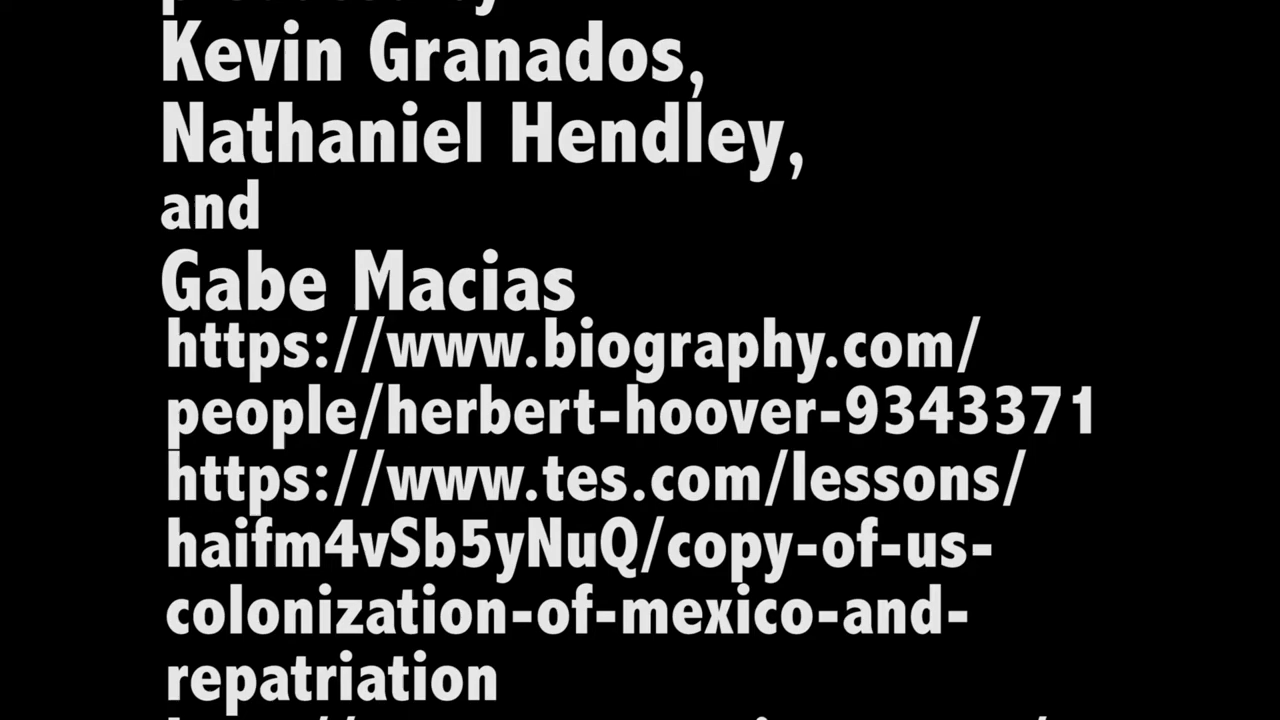 Kevin Granados,
Nathaniel Hendley,
and
Gabe Macias
https://www.biography.com/
people/herbert-hoover-9343371
https://www.tes.com/lessons/
haifm4vSb5yNuQ/copy-of-us-
colonization-of-mexico-and-
repatriation